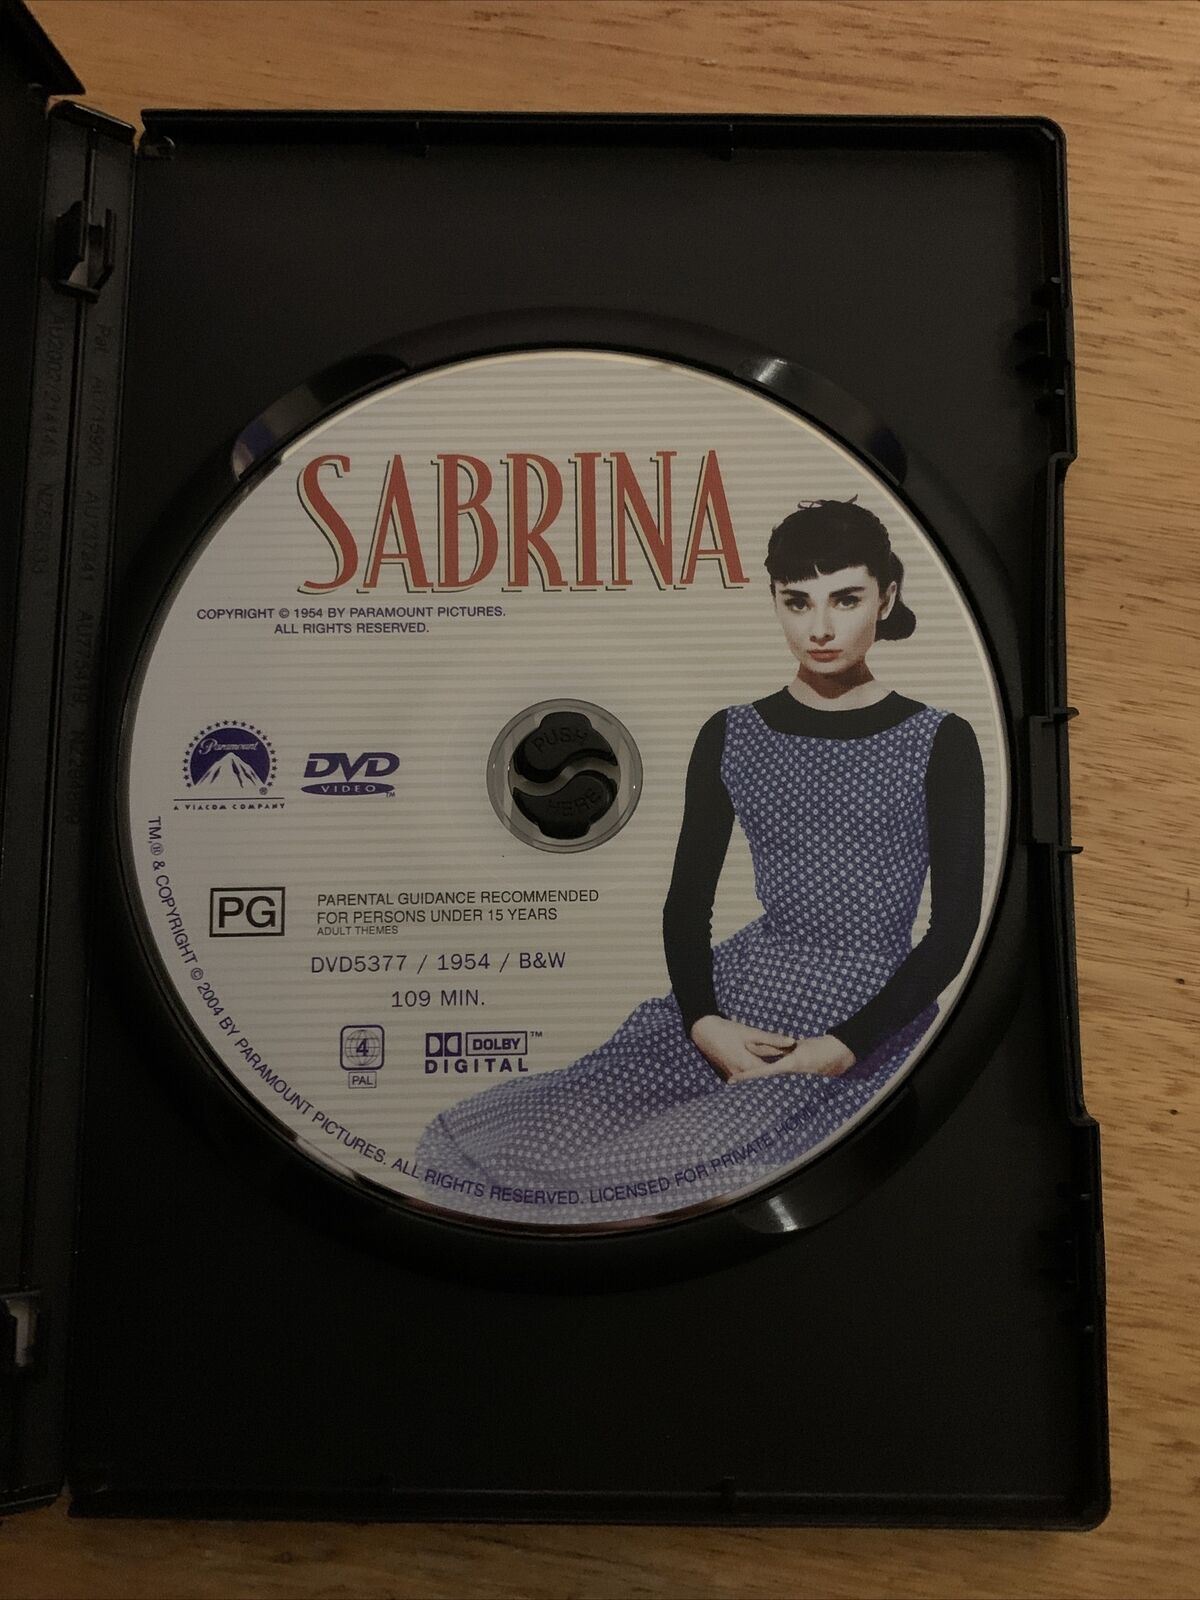 SABRINA
COPYRIGHT © 1954 BY PARAMOUNT PICTURES.
ALL RIGHTS RESERVED.
Paramount
®
A VIACOM COMPANY
DVD
VIDEO™
PUSH
HERE
PG
PARENTAL GUIDANCE RECOMMENDED
FOR PERSONS UNDER 15 YEARS
ADULT THEMES
DVD5377 / 1954 / B&W
109 MIN.
4
PAL
DOLBY™
DIGITAL
TM,® & COPYRIGHT © 2004 BY PARAMOUNT PICTURES. ALL RIGHTS RESERVED. LICENSED FOR PRIVATE HOME